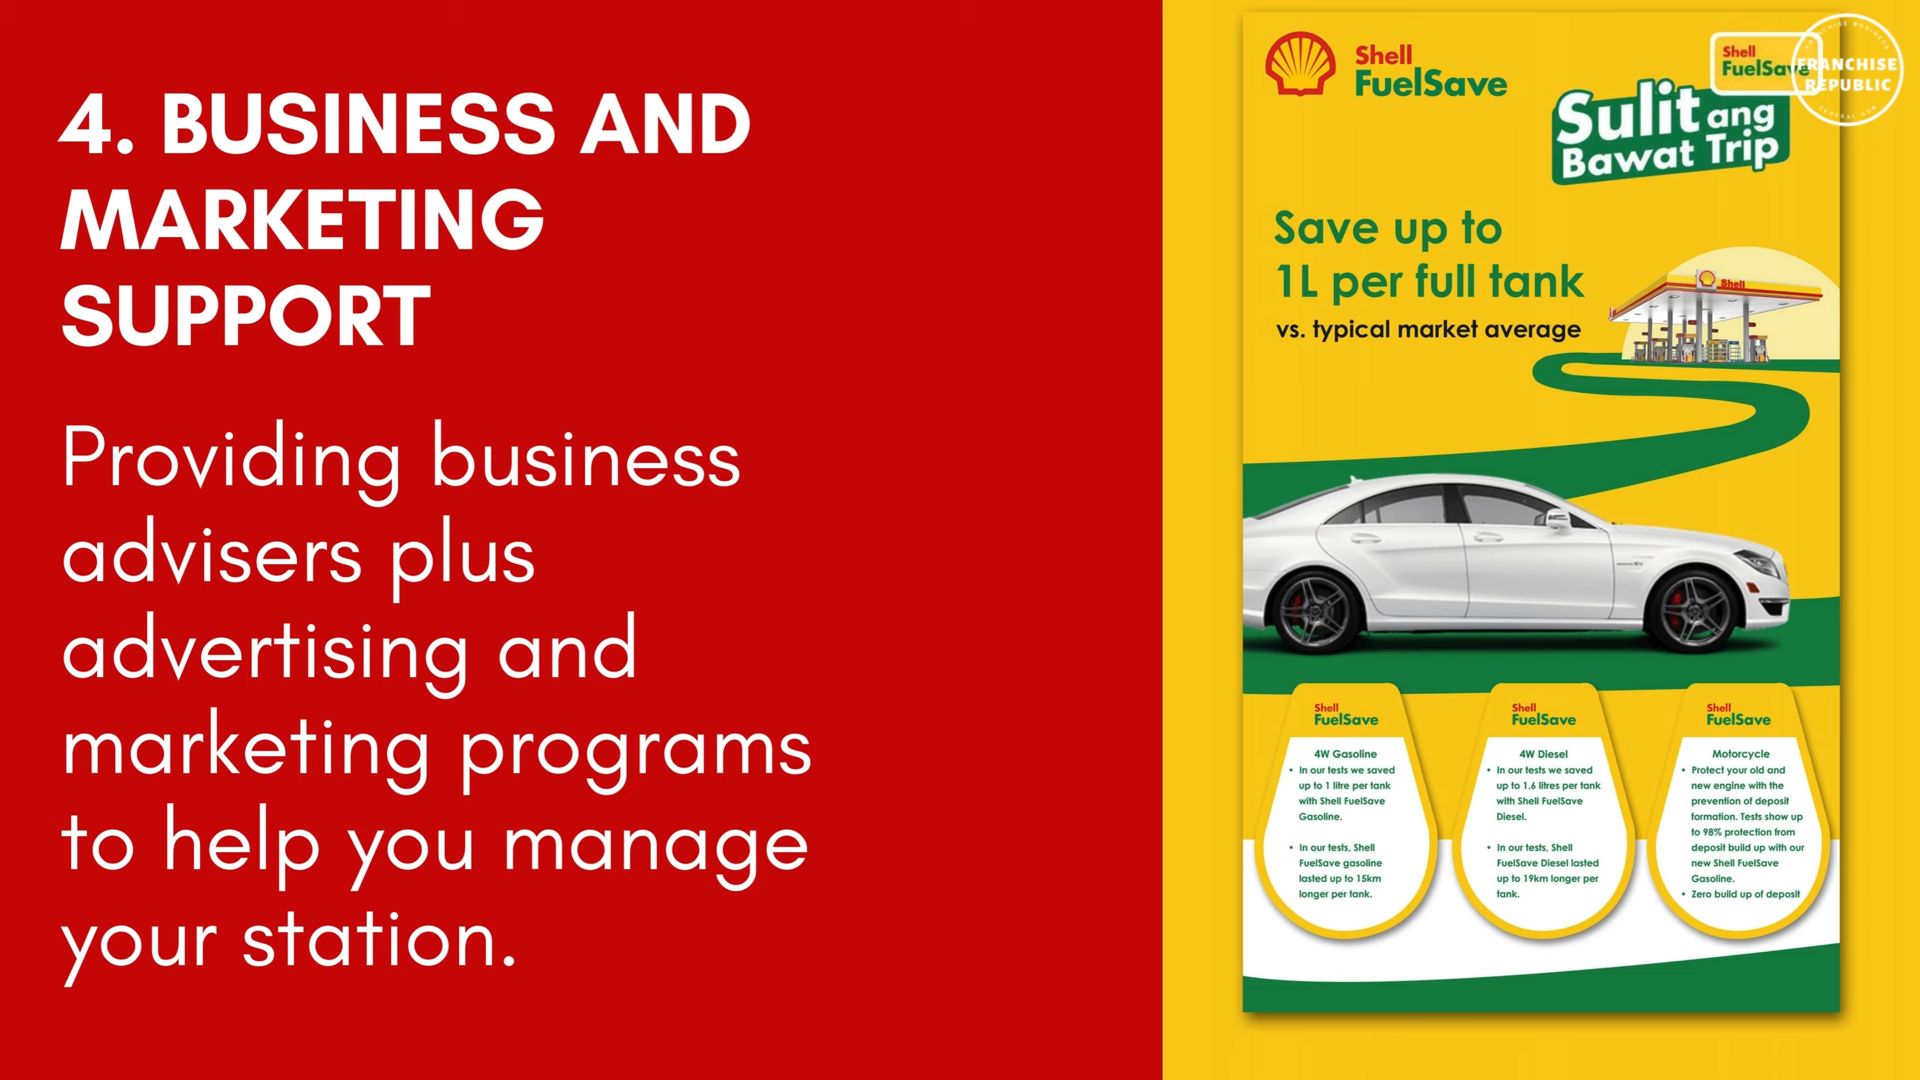 4. BUSINESS AND
MARKETING
SUPPORT
Providing business
advisers plus
advertising and
marketing programs
to help you manage
your station.
Shell
FuelSave
Shell
FuelSave
FRANCHISE
REPUBLIC
Sulit ang
Bawat Trip
Save up to
1L per full tank
vs. typical market average
Shell
Shell
FuelSave
4W Gasoline
• In our tests we saved
up to 1 litre per tank
with Shell FuelSave
Gasoline.
• In our tests, Shell
FuelSave gasoline
lasted up to 15km
longer per tank.
Shell
FuelSave
4W Diesel
• In our tests we saved
up to 1.6 litres per tank
with Shell FuelSave
Diesel.
• In our tests, Shell
FuelSave Diesel lasted
up to 19km longer per
tank.
Shell
FuelSave
Motorcycle
• Protect your old and
new engine with the
prevention of deposit
formation. Tests show up
to 98% protection from
deposit build up with our
new Shell FuelSave
Gasoline.
• Zero build up of deposit